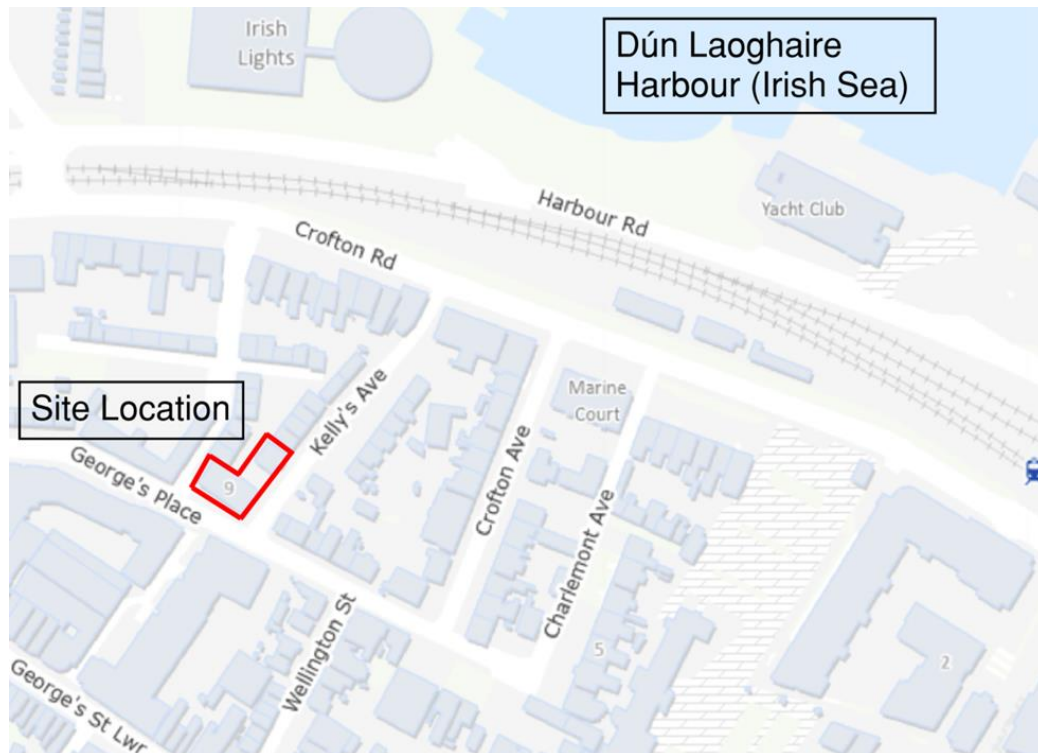 Irish
Lights
Dún Laoghaire
Harbour (Irish Sea)
Harbour Rd
Yacht Club
Crofton Rd
Site Location
Kelly's Ave
Marine
Court
George's Place
9
Crofton Ave
Charlemont Ave
Wellington St
5
2
George's St Lwr